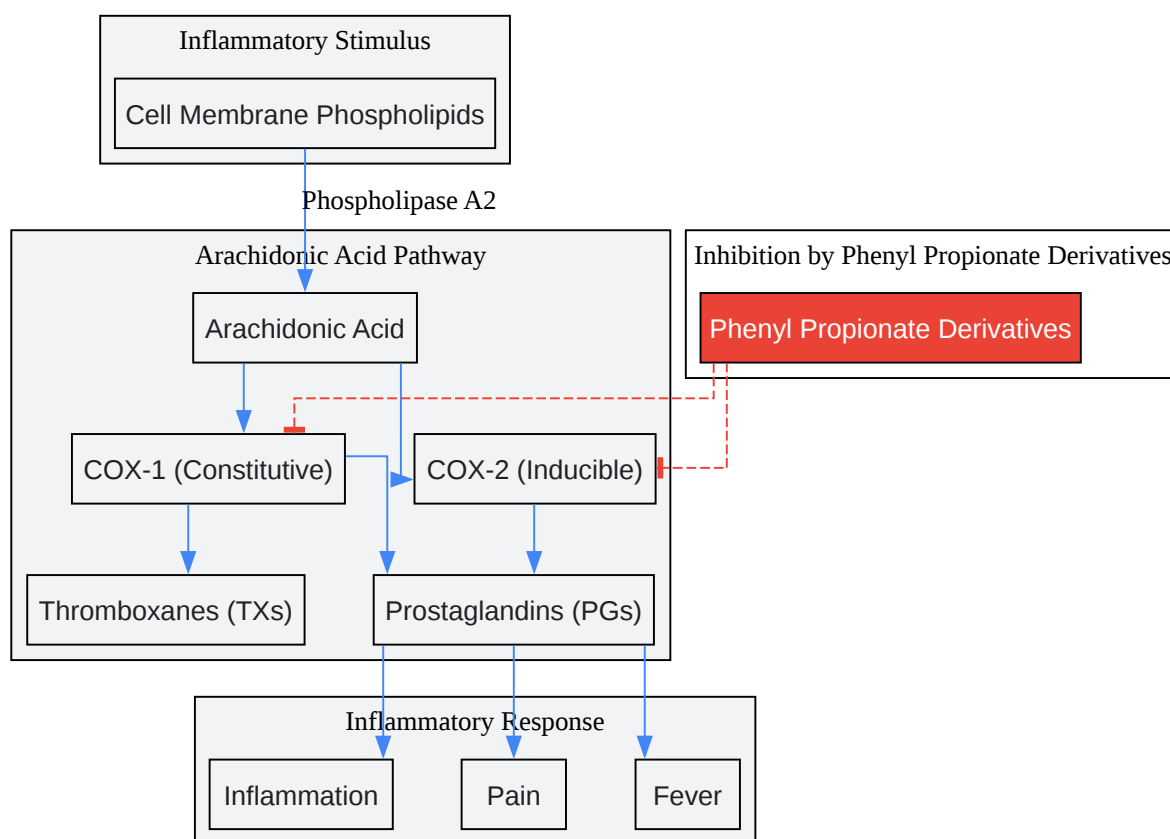 Inflammatory Stimulus
Cell Membrane Phospholipids
Phospholipase A2
Arachidonic Acid Pathway
Inhibition by Phenyl Propionate Derivatives
Arachidonic Acid
Phenyl Propionate Derivatives
COX-1 (Constitutive)
COX-2 (Inducible)
Thromboxanes (TXs)
Prostaglandins (PGs)
Inflammatory Response
Inflammation
Pain
Fever